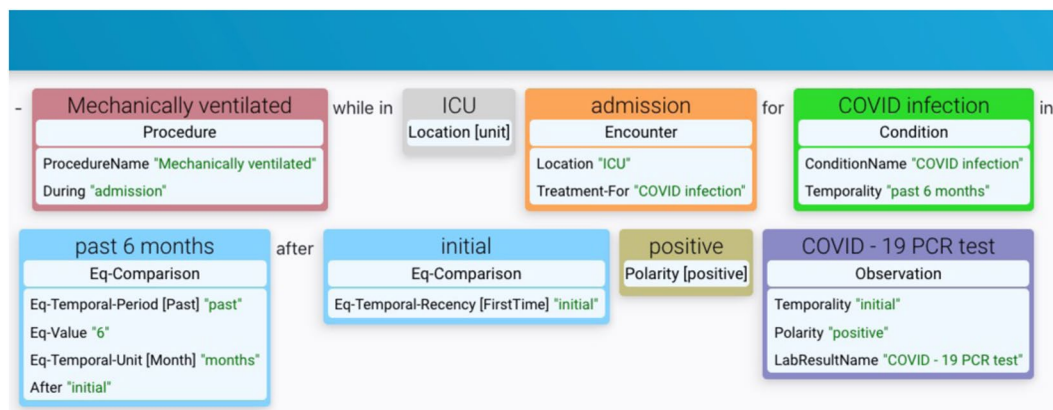 - Mechanically ventilated while in ICU admission for COVID infection in
Procedure Location [unit] Encounter Condition
ProcedureName "Mechanically ventilated" Location "ICU" ConditionName "COVID infection"
During "admission" Treatment-For "COVID infection" Temporality "past 6 months"
past 6 months after initial positive COVID - 19 PCR test
Eq-Comparison Eq-Comparison Polarity [positive] Observation
Eq-Temporal-Period [Past] "past" Eq-Temporal-Recency [FirstTime] "initial" Temporality "initial"
Eq-Value "6" Polarity "positive"
Eq-Temporal-Unit [Month] "months" LabResultName "COVID - 19 PCR test"
After "initial"